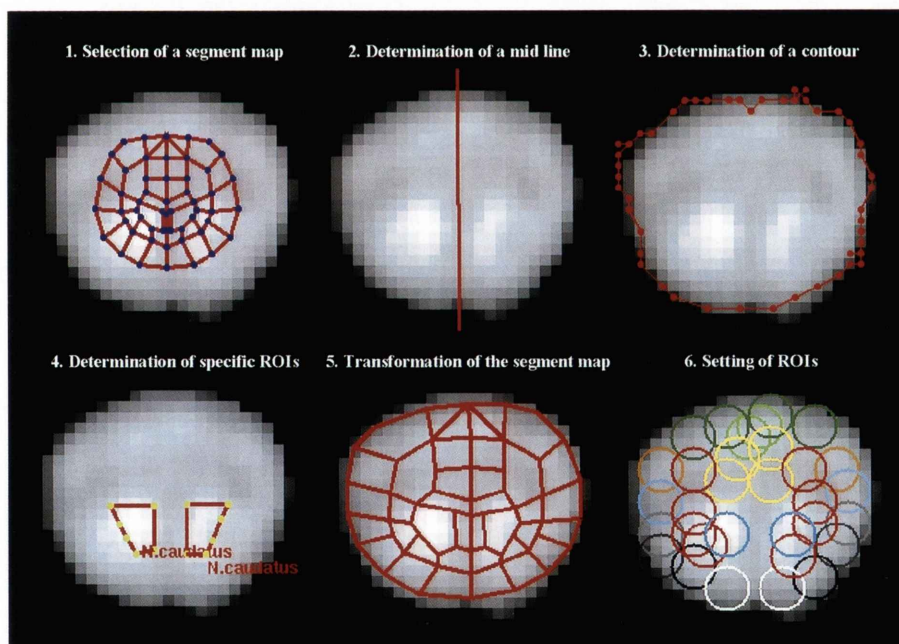 1. Selection of a segment map
2. Determination of a mid line
3. Determination of a contour
4. Determination of specific ROIs
5. Transformation of the segment map
6. Setting of ROIs
N.caudatus
N.caudatus